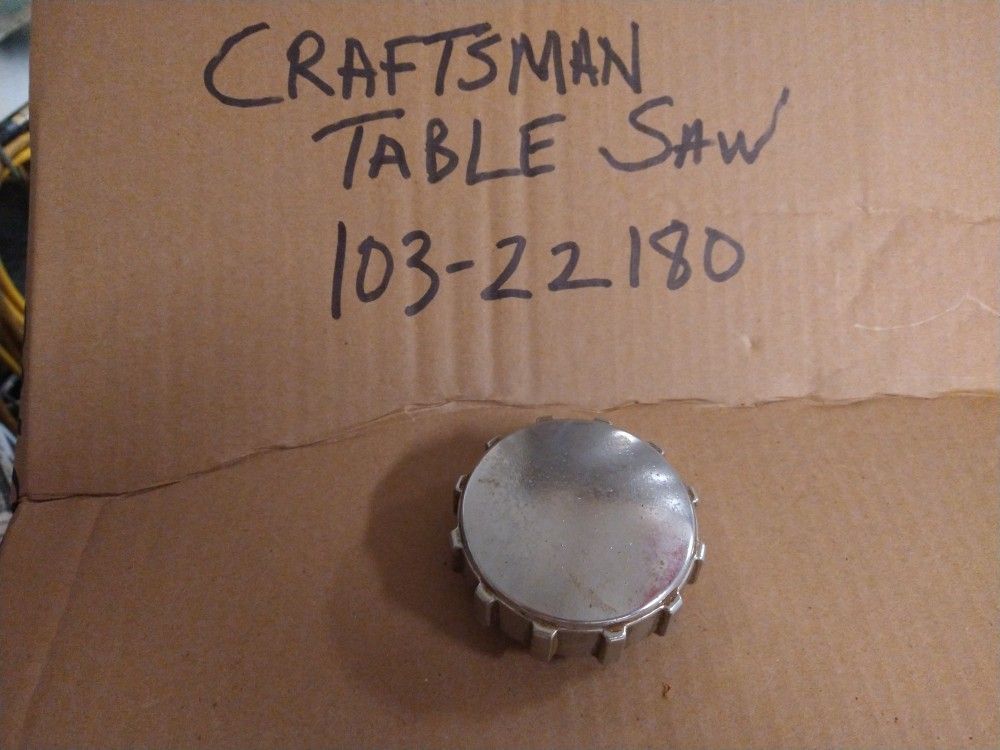 CRAFTSMAN
TABLE SAW
103-22180